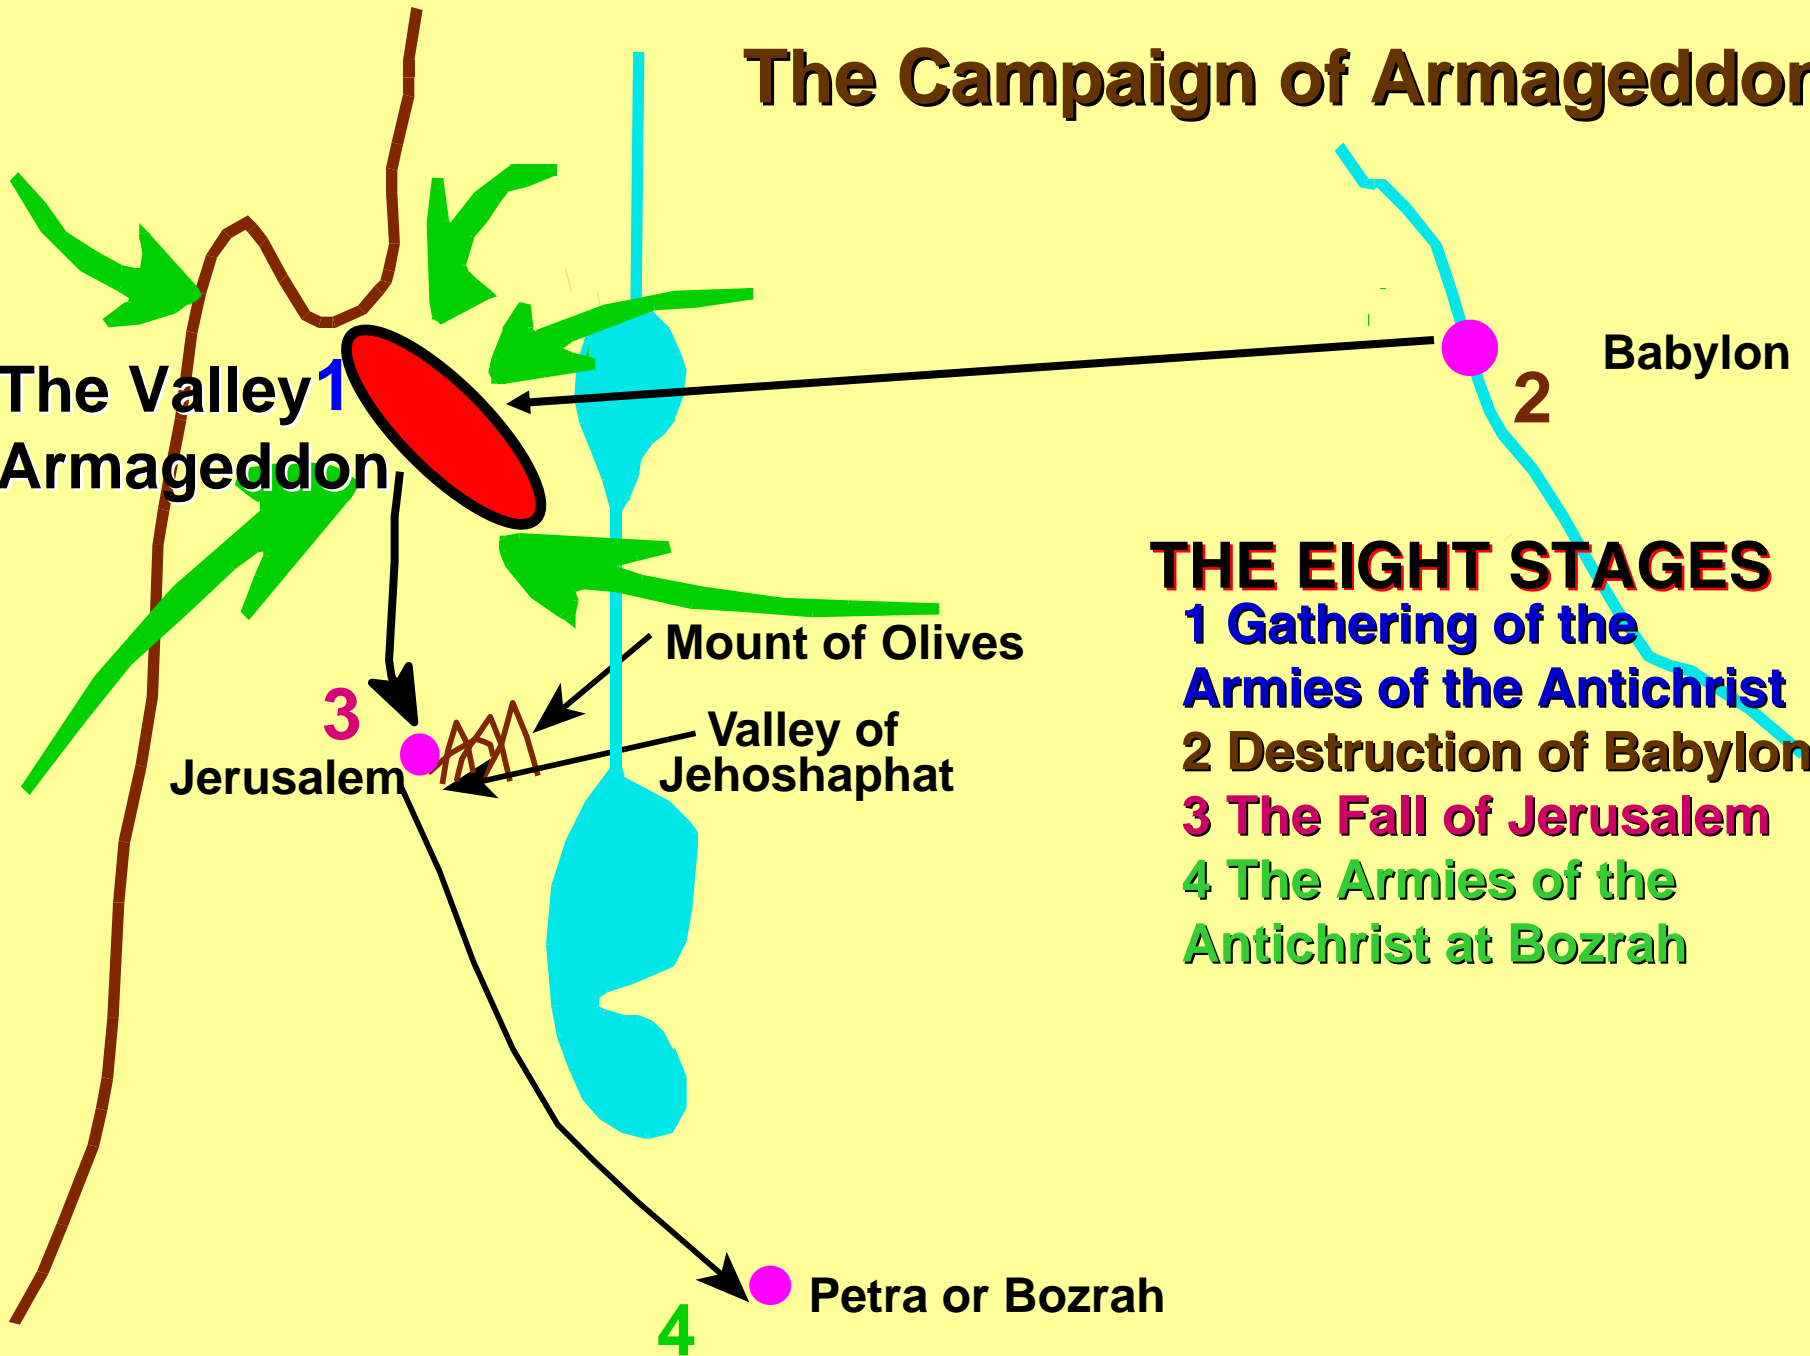 The Campaign of Armageddon
The Valley 1
Armageddon
Babylon
2
THE EIGHT STAGES
1 Gathering of the
Armies of the Antichrist
2 Destruction of Babylon
3 The Fall of Jerusalem
4 The Armies of the
Antichrist at Bozrah
Mount of Olives
3
Valley of
Jehoshaphat
Jerusalem
Petra or Bozrah
4